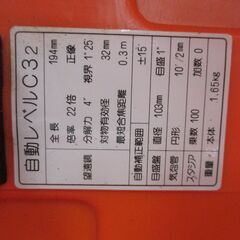 自動レベルC32
望遠鏡 全長 194mm 正像
倍率 22倍 視界 1°25
分解力 4″ 32mm
対物有効径
最短合焦距離 0.3m
自動補正範囲 ±15′
目盛盤 直径 103mm 目盛 1°
気泡管 円形 10′/2mm
スタジア 乗数 100 加数 0
重量 本体 1.65kg